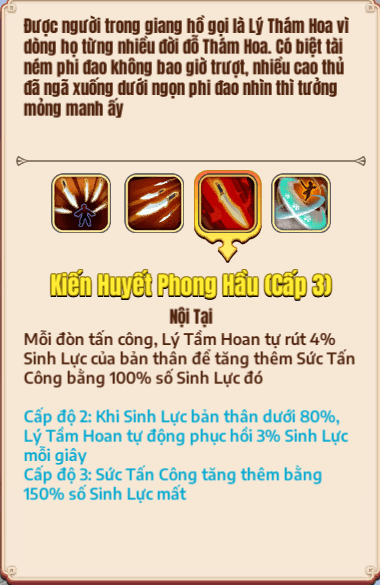 Được người trong giang hồ gọi là Lý Thám Hoa vì
dòng họ từng nhiều đời đỗ Thám Hoa. Có biệt tài
ném phi đao không bao giờ trượt, nhiều cao thủ
đã ngã xuống dưới ngọn phi đao nhìn thì tưởng
mỏng manh ấy
Kiến Huyết Phong Hầu (Cấp 3)
Nội Tại
Mỗi đòn tấn công, Lý Tầm Hoan tự rút 4%
Sinh Lực của bản thân để tăng thêm Sức Tấn
Công bằng 100% số Sinh Lực đó
Cấp độ 2: Khi Sinh Lực bản thân dưới 80%,
Lý Tầm Hoan tự động phục hồi 3% Sinh Lực
mỗi giây
Cấp độ 3: Sức Tấn Công tăng thêm bằng
150% số Sinh Lực mất